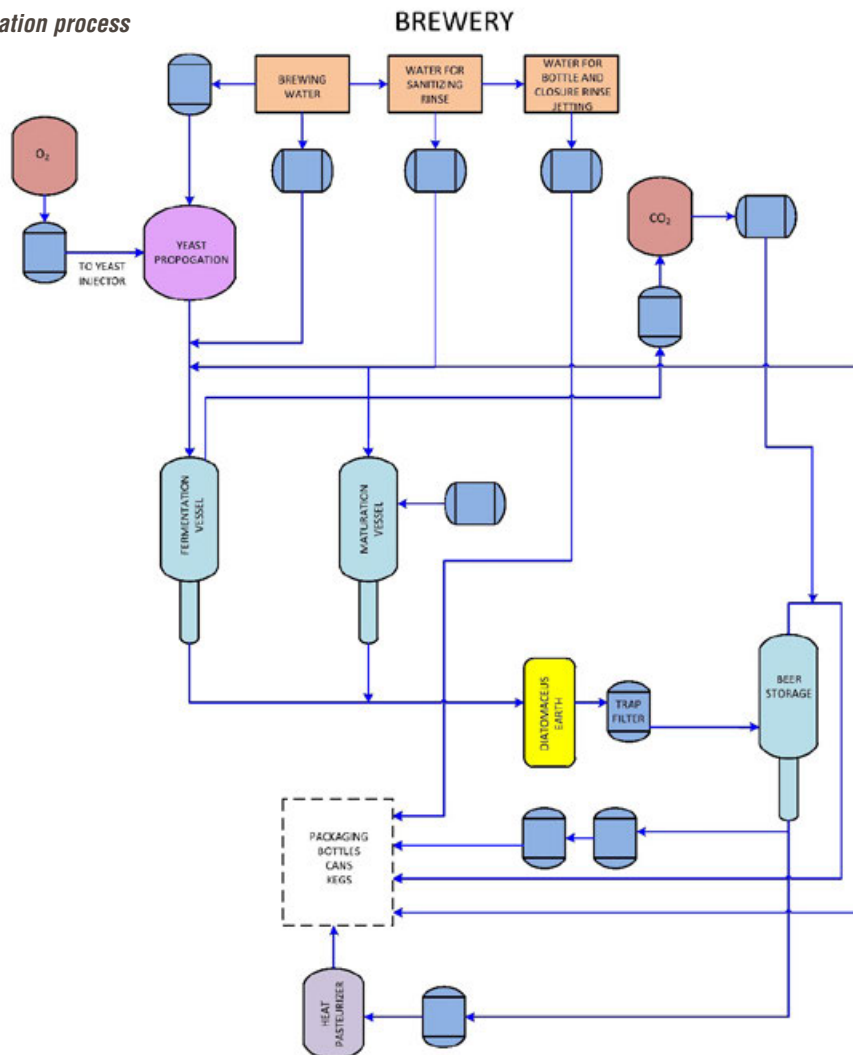 ation process
BREWERY
BREWING
WATER
WATER FOR
SANITIZING
RINSE
WATER FOR
BOTTLE AND
CLOSURE RINSE
JETTING
O₂
CO₂
YEAST
PROPOGATION
TO YEAST
INJECTOR
FERMENTATION
VESSEL
MATURATION
VESSEL
DIATOMACEUS
EARTH
TRAP
FILTER
BEER
STORAGE
PACKAGING
BOTTLES
CANS
KEGS
HEAT
PASTEURIZER